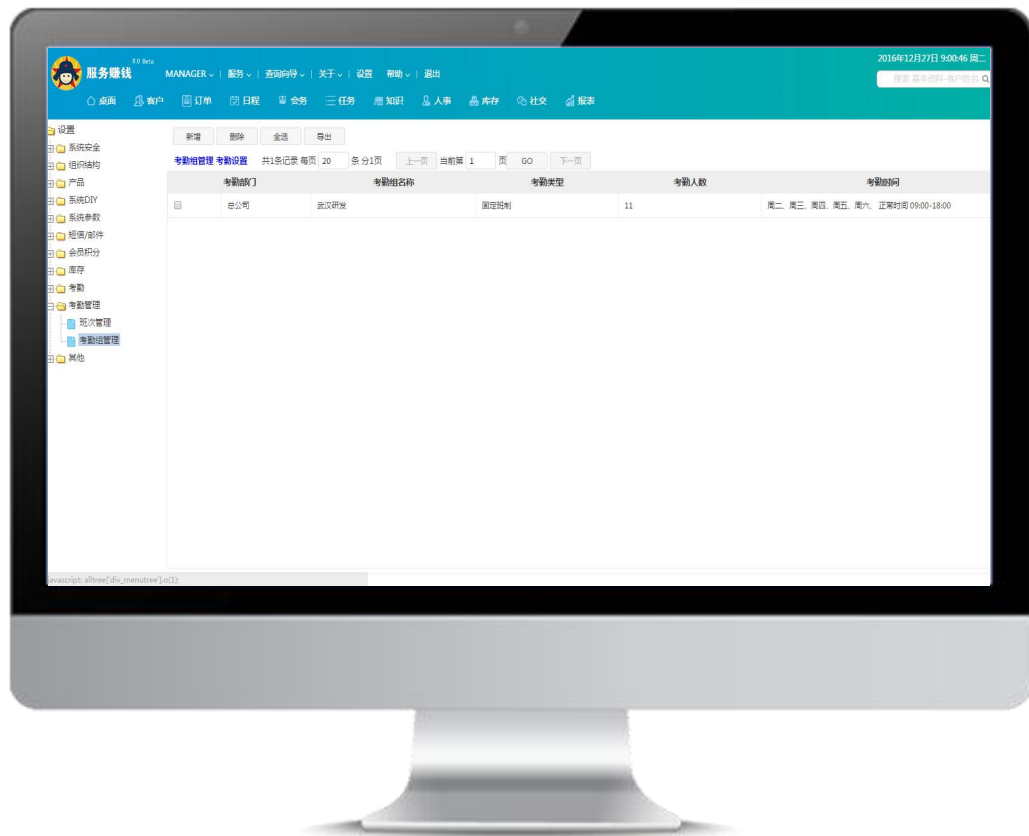 8.0 Beta
服务赚钱
MANAGER | 服务 | 查询向导 | 关于 | 设置 帮助 | 退出
2016年12月27日 9:00:46 周二
搜索 基本资料-客户姓名
桌面 客户 订单 日程 会务 任务 知识 人事 库存 社交 报表
设置
系统安全
组织结构
产品
系统DIY
系统参数
短信/邮件
会员积分
库存
考勤
考勤管理
班次管理
考勤组管理
其他
新增 删除 全选 导出
考勤组管理 考勤设置 共1条记录 每页 20 条 分1页 上一页 当前第 1 页 GO 下一页
考勤部门 考勤组名称 考勤类型 考勤人数 考勤时间
总公司 武汉研发 固定班制 11 周二、周三、周四、周五、周六、正常时间 09:00-18:00
javascript: alltree['div_menutree'].o(1);